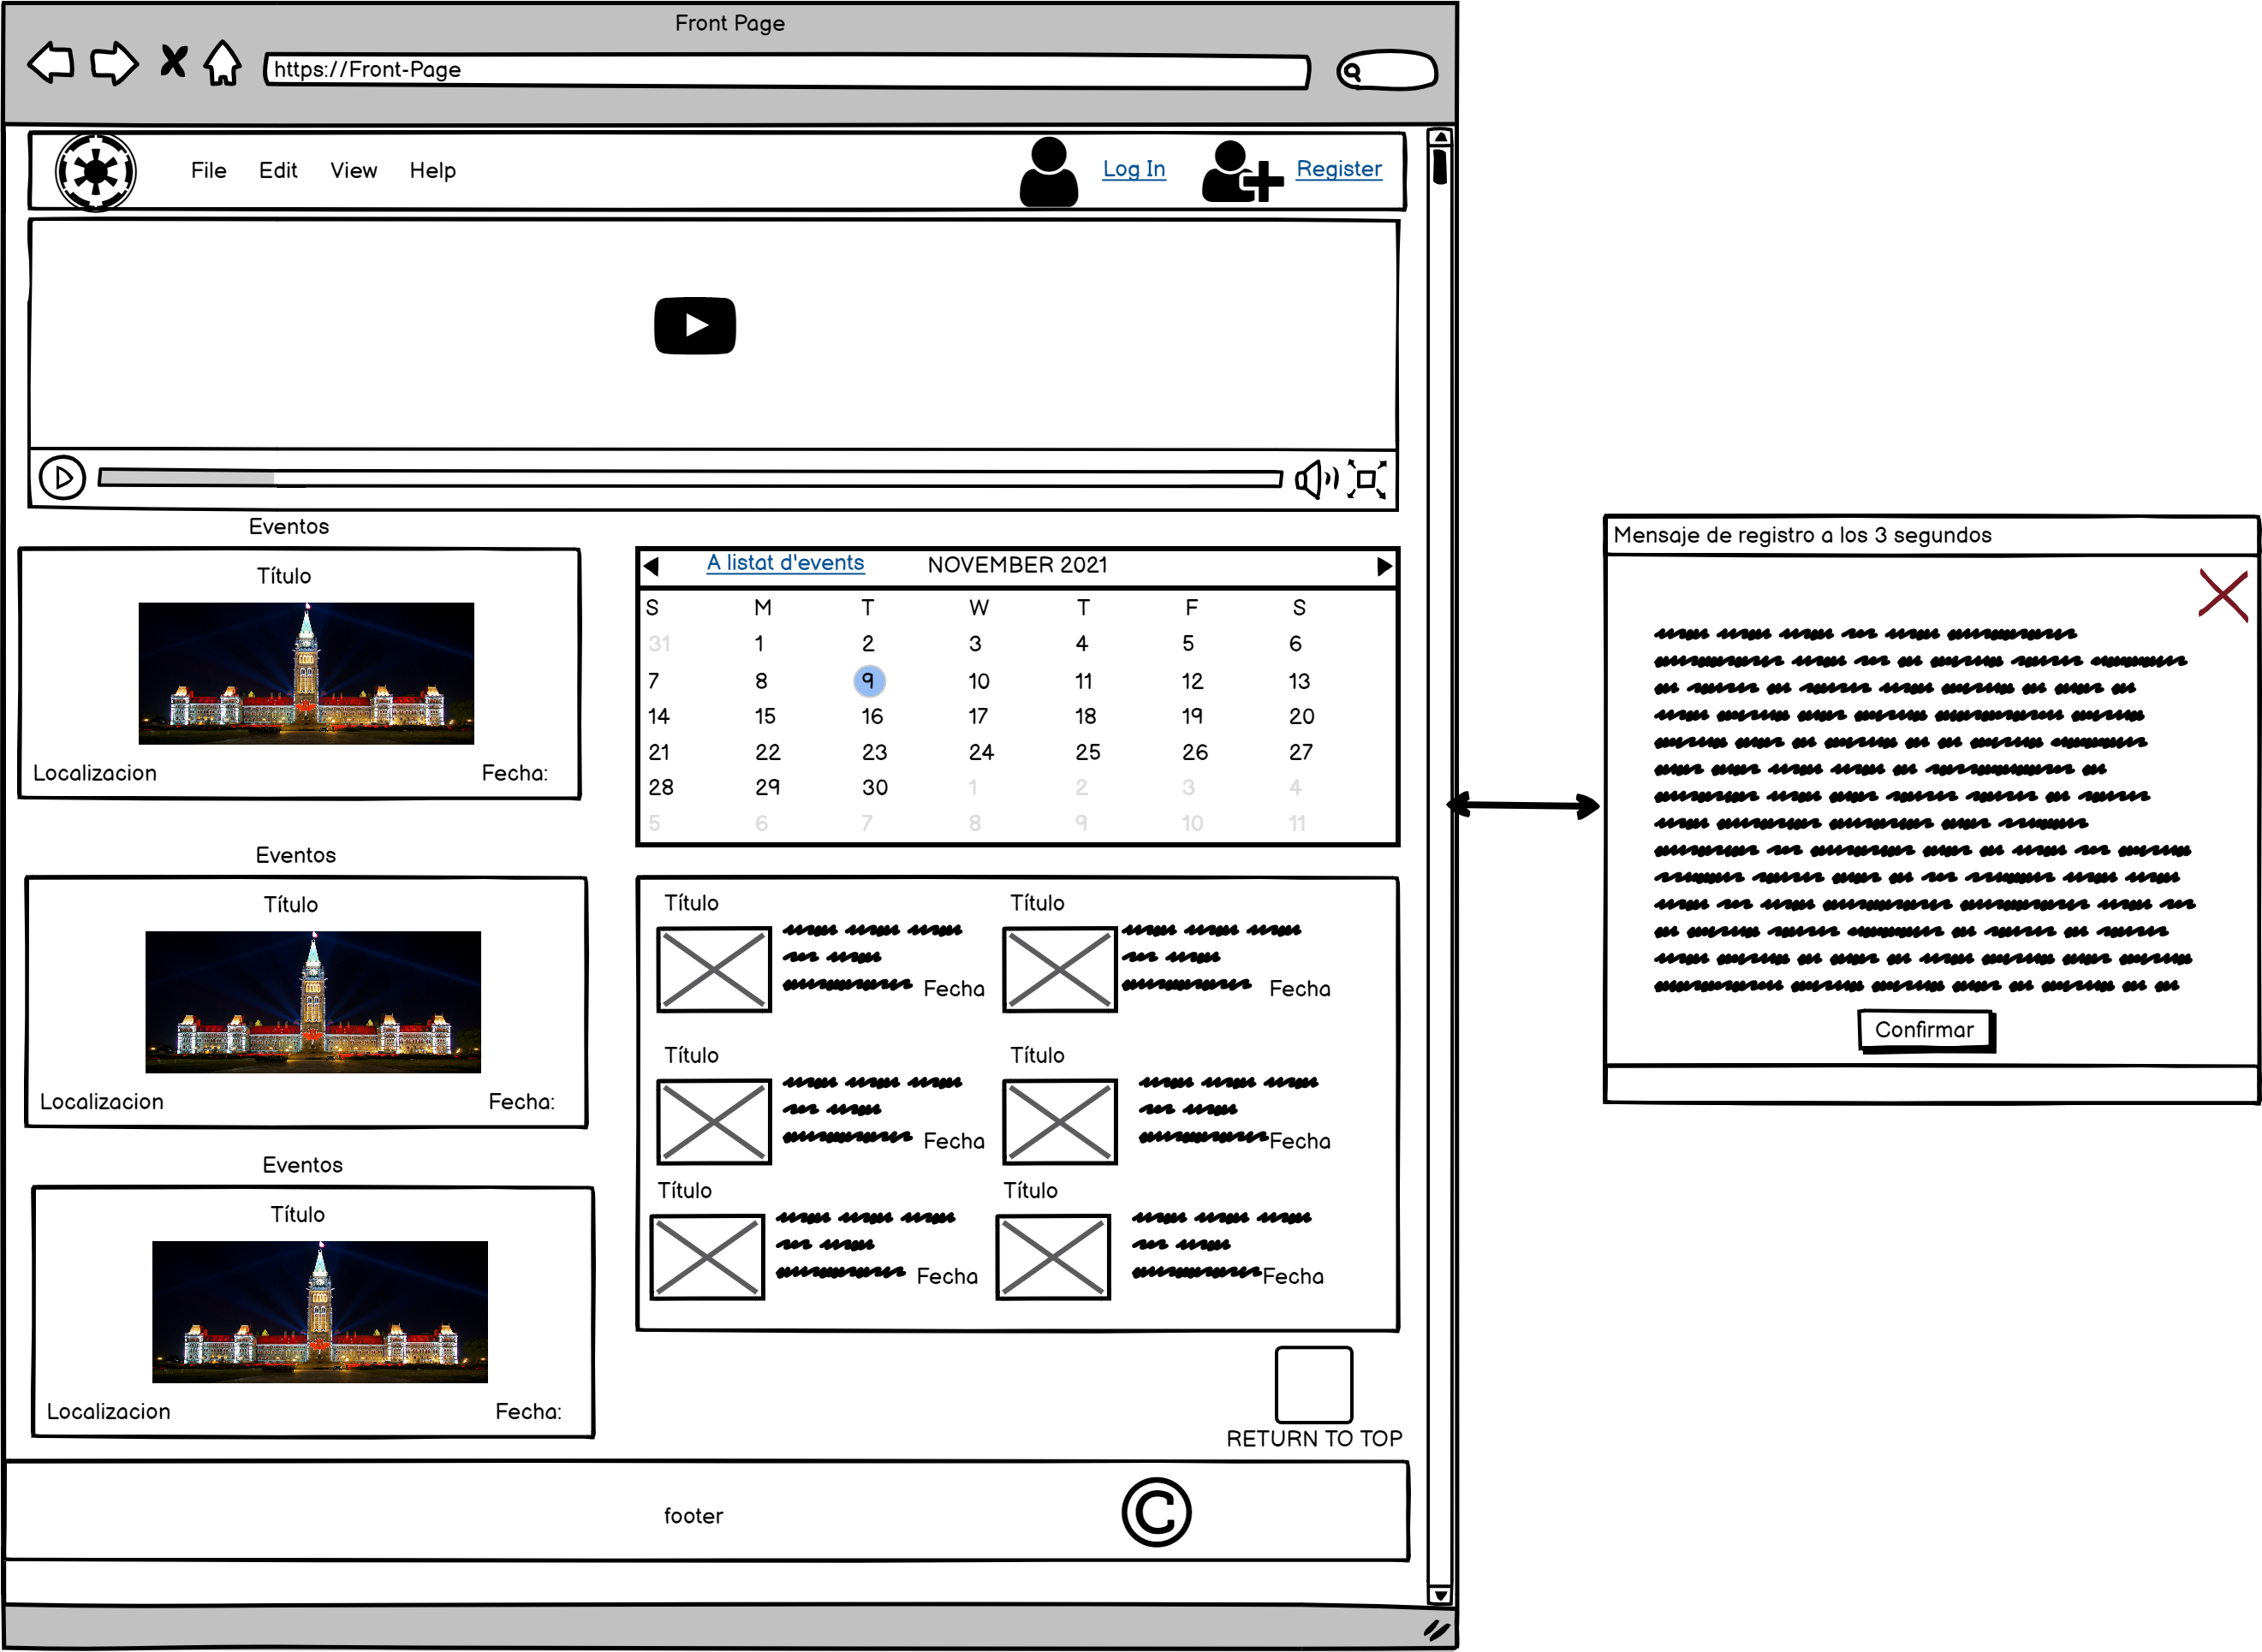 Front Page
https://Front-Page
File Edit View Help Log In Register
Eventos
Título
Localizacion Fecha:
A listat d'events NOVEMBER 2021
S M T W T F S
31 1 2 3 4 5 6
7 8 9 10 11 12 13
14 15 16 17 18 19 20
21 22 23 24 25 26 27
28 29 30 1 2 3 4
5 6 7 8 9 10 11
Eventos
Título
Localizacion Fecha:
Eventos
Título
Localizacion Fecha:
Título Título
Fecha Fecha
Título Título
Fecha Fecha
Título Título
Fecha Fecha
RETURN TO TOP
footer ©
Mensaje de registro a los 3 segundos
Confirmar